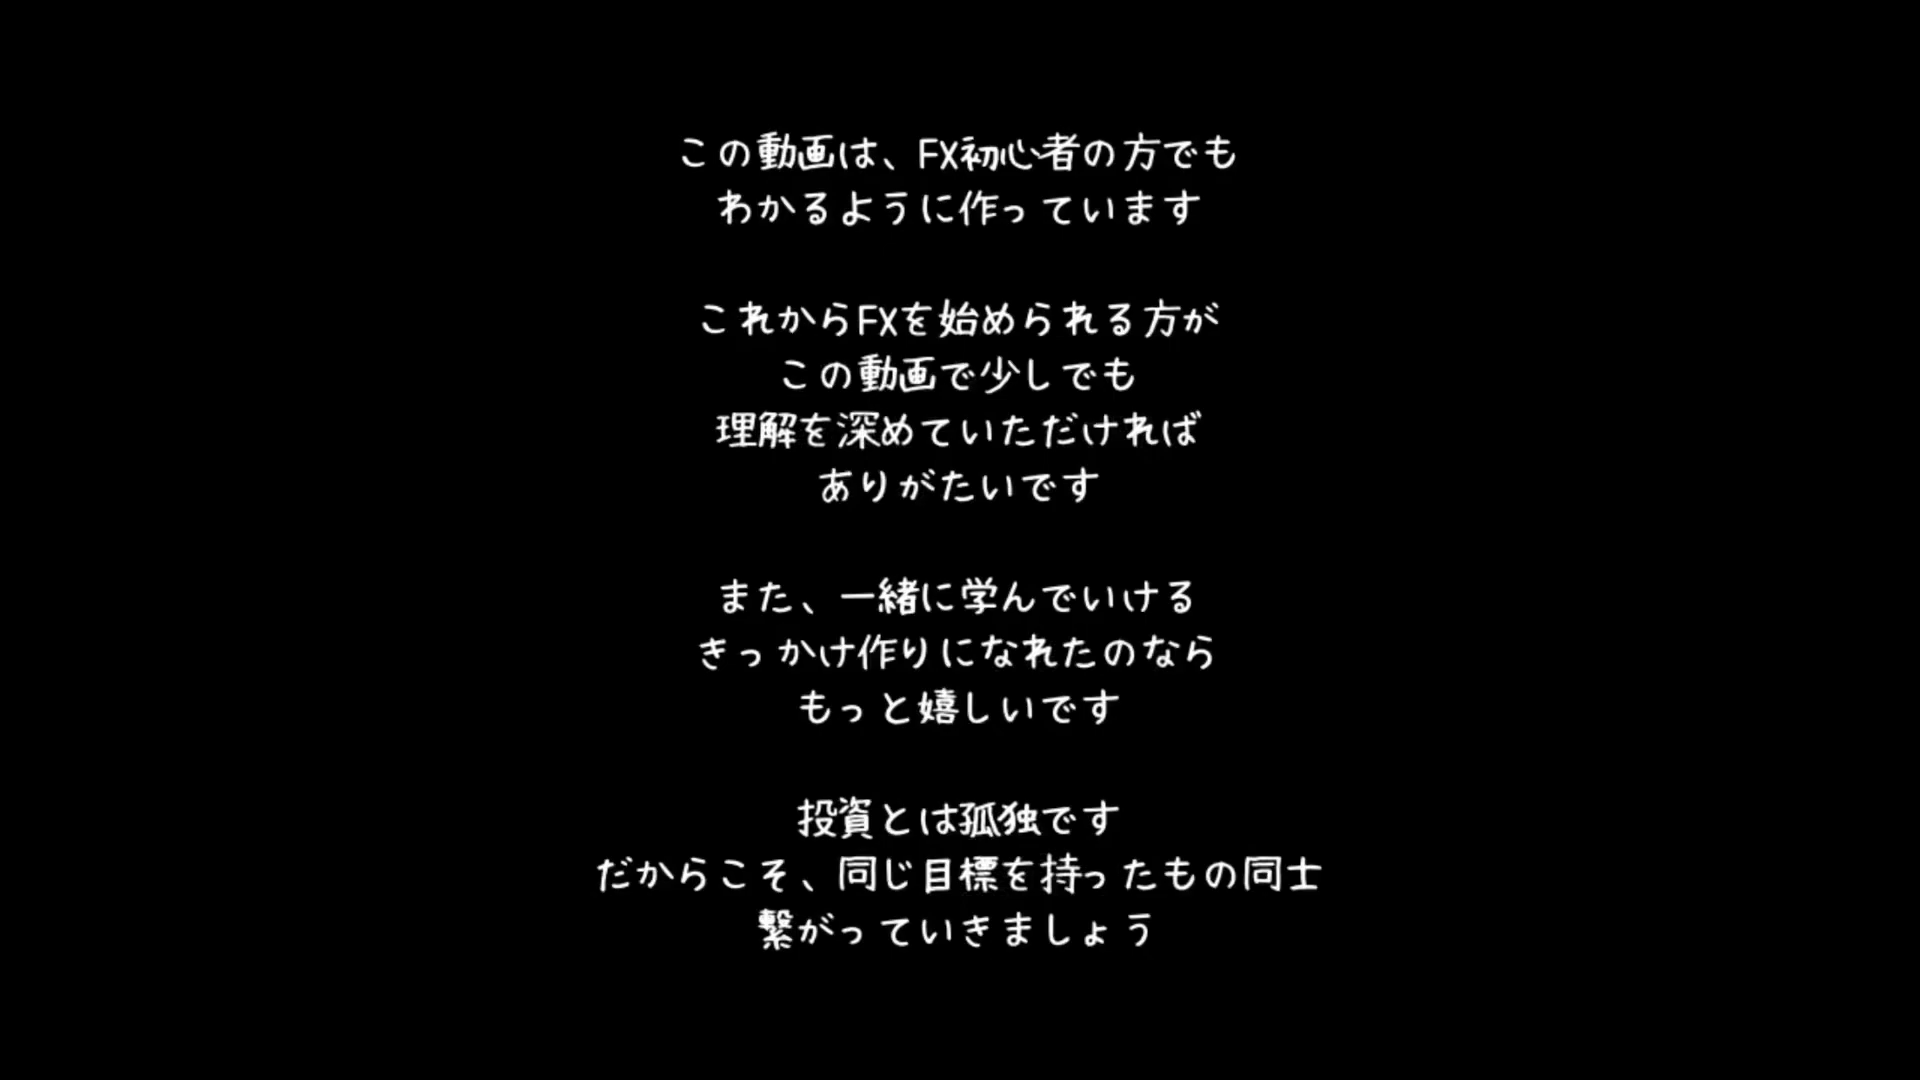 この動画は、FX初心者の方でも
わかるように作っています
これからFXを始められる方が
この動画で少しでも
理解を深めていただければ
ありがたいです
また、一緒に学んでいける
きっかけ作りになれたのなら
もっと嬉しいです
投資とは孤独です
だからこそ、同じ目標を持ったもの同士
繋がっていきましょう